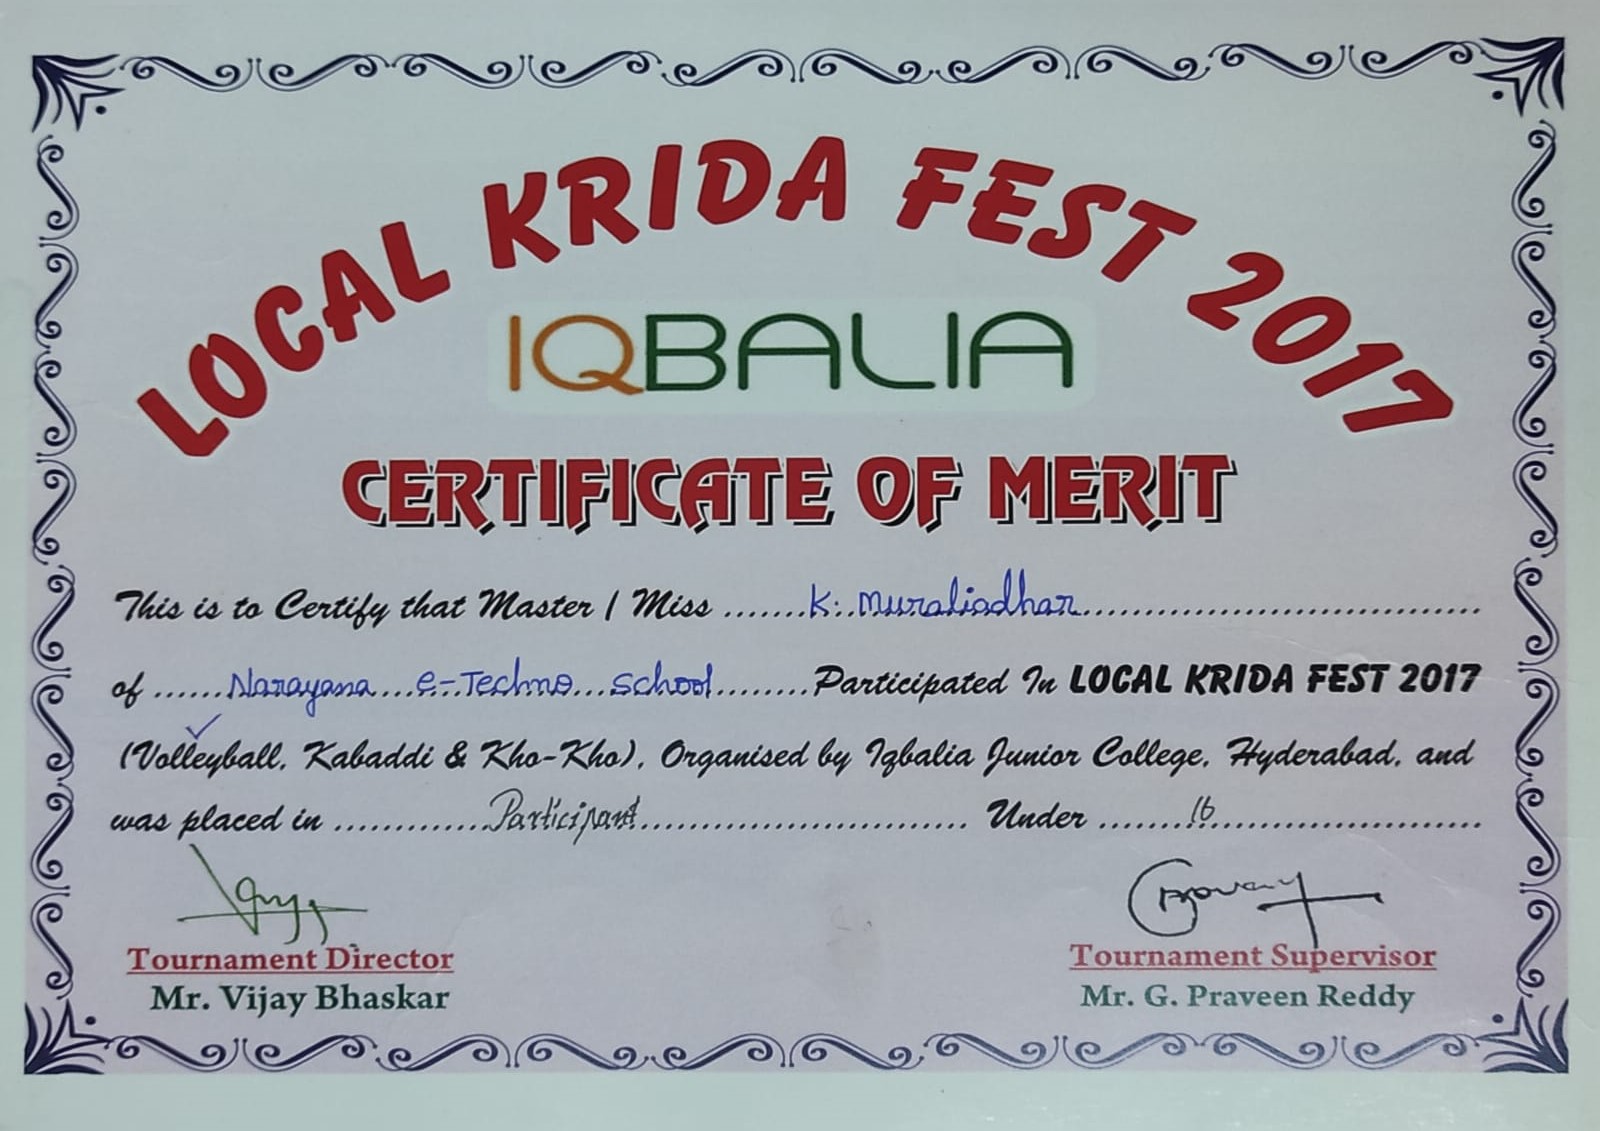 LOCAL KRIDA FEST 2017
IQBALIA
CERTIFICATE OF MERIT
This is to Certify that Master / Miss .......K. Muraliadhar................................
of ......Narayana...e-Techno...School........Participated In LOCAL KRIDA FEST 2017
(Volleyball, Kabaddi & Kho-Kho), Organised by Iqbalia Junior College, Hyderabad, and
was placed in .............Participant........................... Under .......16......................
Tournament Director
Mr. Vijay Bhaskar
Tournament Supervisor
Mr. G. Praveen Reddy